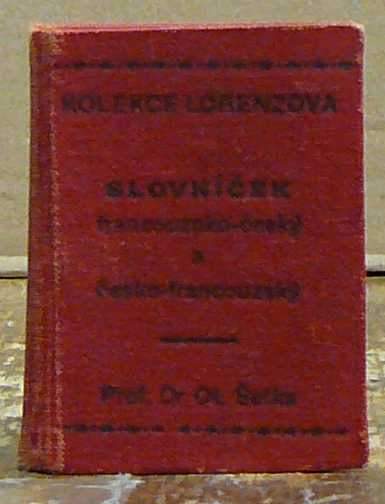 KOLEKCE LORENZOVA
SLOVNÍČEK
francouzsko-český
a
česko-francouzský
Prof. Dr Ot. Šetka